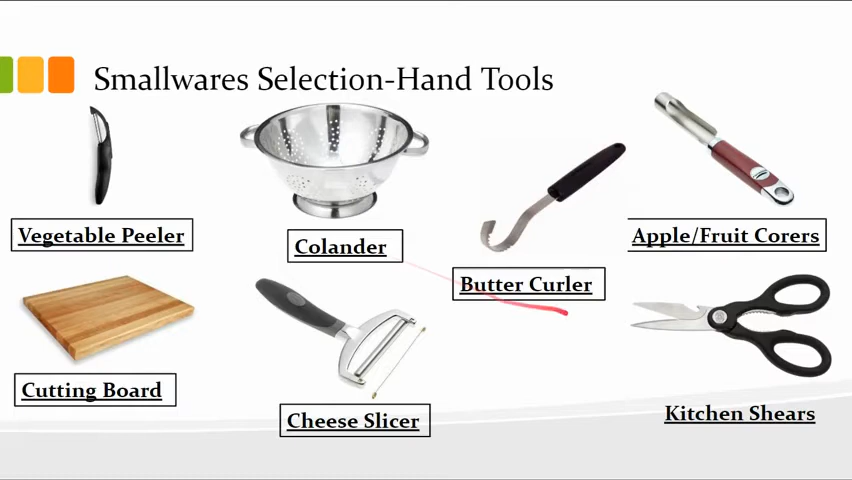 Smallwares Selection-Hand Tools
Vegetable Peeler
Colander
Butter Curler
Apple/Fruit Corers
Cutting Board
Cheese Slicer
Kitchen Shears